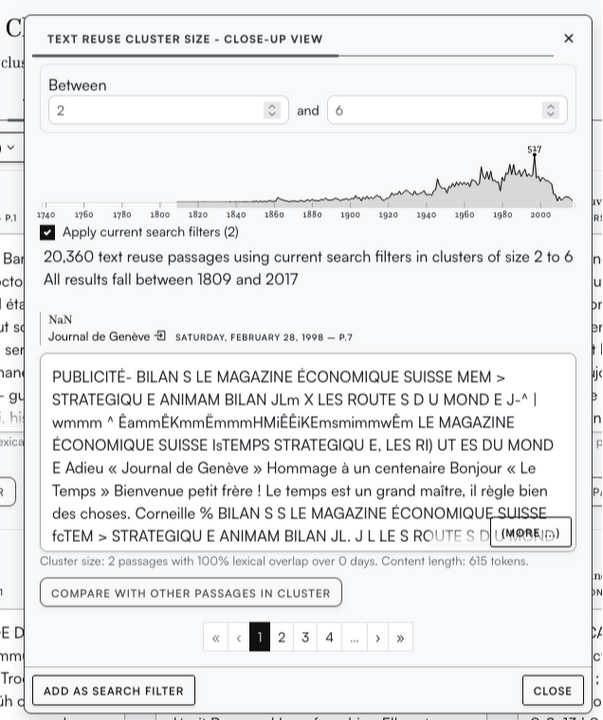 TEXT REUSE CLUSTER SIZE - CLOSE-UP VIEW
Between
2 and 6
517
1740 1760 1780 1800 1820 1840 1860 1880 1900 1920 1940 1960 1980 2000
Apply current search filters (2)
20,360 text reuse passages using current search filters in clusters of size 2 to 6
All results fall between 1809 and 2017
NaN
Journal de Genève SATURDAY, FEBRUARY 28, 1998 — P.7
PUBLICITÉ- BILAN S LE MAGAZINE ÉCONOMIQUE SUISSE MEM >
STRATEGIQU E ANIMAM BILAN JLm X LES ROUTE S D U MOND E J-^ |
wmmm ^ ÊammÊKmmËmmmHMiÊÊiKEmsmimmwÊm LE MAGAZINE
ÉCONOMIQUE SUISSE IsTEMPS STRATEGIQU E, LES RI) UT ES DU MOND
E Adieu « Journal de Genève » Hommage à un centenaire Bonjour « Le
Temps » Bienvenue petit frère ! Le temps est un grand maître, il règle bien
des choses. Corneille % BILAN S S LE MAGAZINE ÉCONOMIQUE SUISSE
fcTEM > STRATEGIQU E ANIMAM BILAN JL. J L LE S ROUTE S D U MOND
(MORE ...)
Cluster size: 2 passages with 100% lexical overlap over 0 days. Content length: 615 tokens.
COMPARE WITH OTHER PASSAGES IN CLUSTER
« ‹ 1 2 3 4 ... › »
ADD AS SEARCH FILTER CLOSE